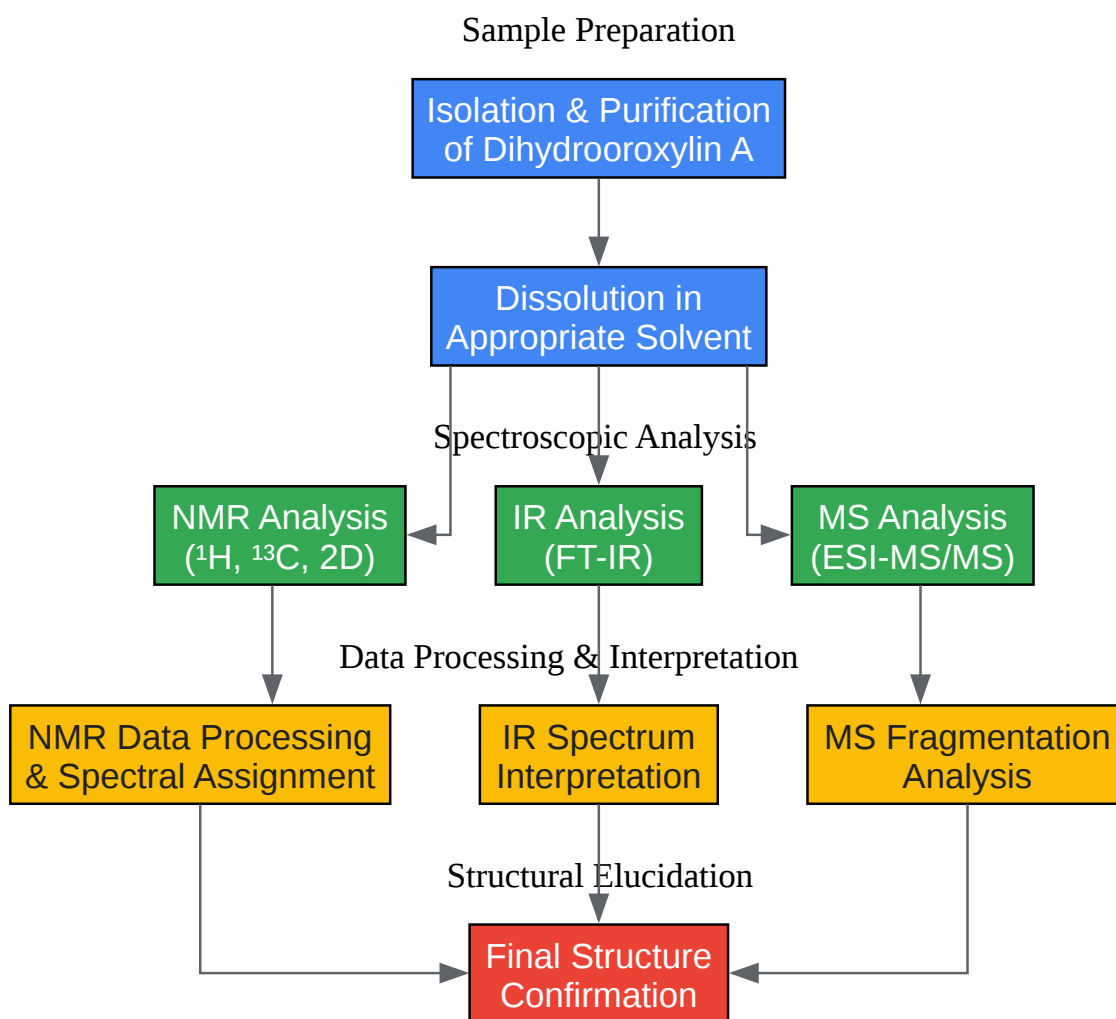 Sample Preparation
Isolation & Purification
of Dihydrooroxylin A
Dissolution in
Appropriate Solvent
Spectroscopic Analysis
NMR Analysis
(¹H, ¹³C, 2D)
IR Analysis
(FT-IR)
MS Analysis
(ESI-MS/MS)
Data Processing & Interpretation
NMR Data Processing
& Spectral Assignment
IR Spectrum
Interpretation
MS Fragmentation
Analysis
Structural Elucidation
Final Structure
Confirmation